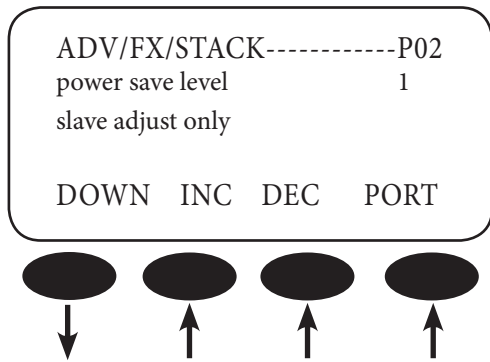 ADV/FX/STACK------------P02
power save level 1
slave adjust only
DOWN INC DEC PORT